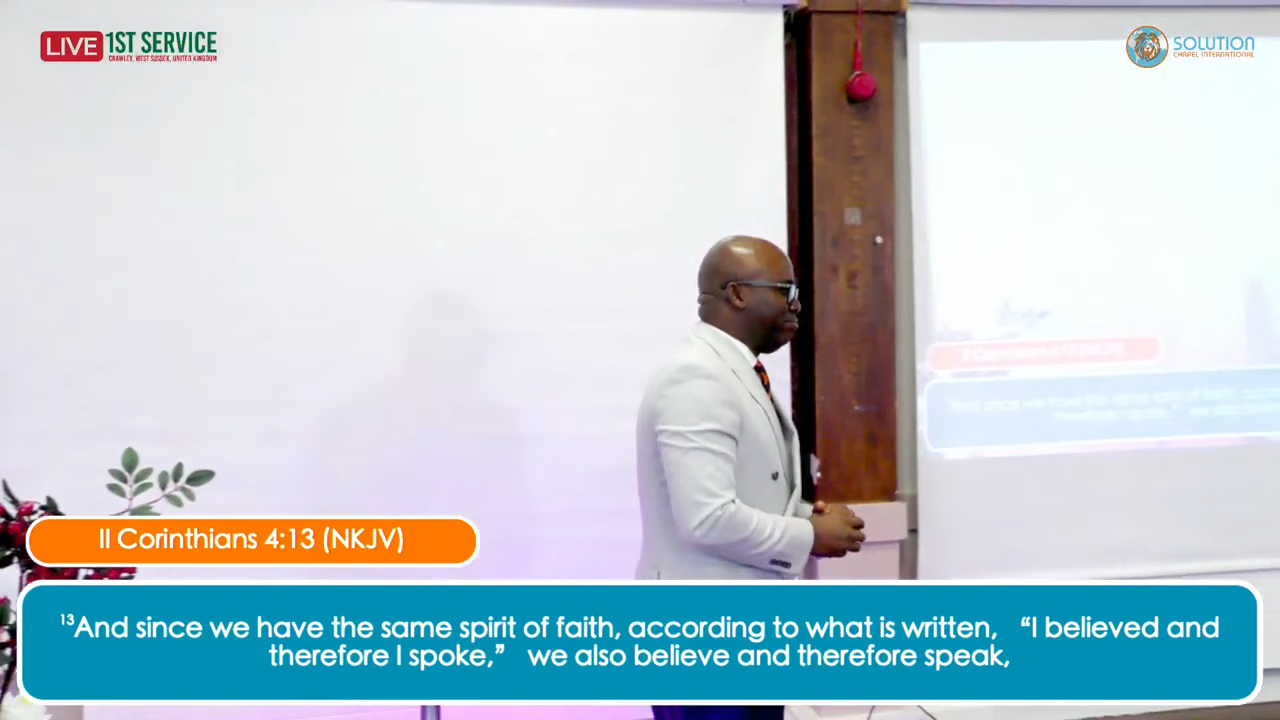 LIVE 1ST SERVICE
CRAWLEY, WEST SUSSEX, UNITED KINGDOM
SOLUTION
CHAPEL INTERNATIONAL
II Corinthians 4:13 (NKJV)
13And since we have the same spirit of faith, according to what is written, “I believed and
therefore I spoke,” we also believe and therefore speak,